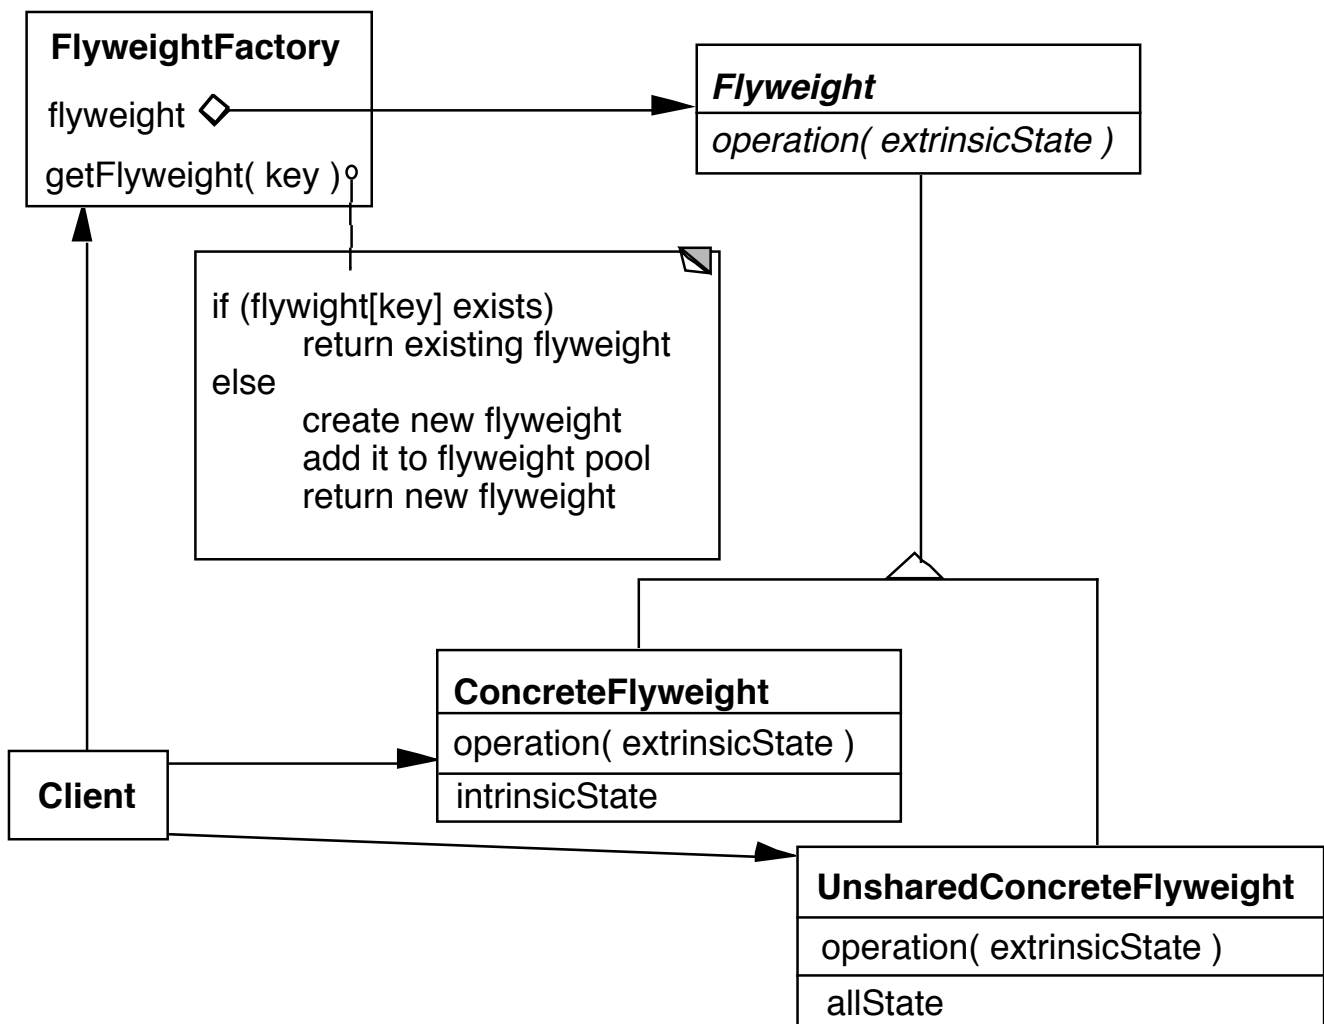 FlyweightFactory
flyweight
getFlyweight( key )
Flyweight
operation( extrinsicState )
if (flywight[key] exists)
return existing flyweight
else
create new flyweight
add it to flyweight pool
return new flyweight
ConcreteFlyweight
operation( extrinsicState )
intrinsicState
Client
UnsharedConcreteFlyweight
operation( extrinsicState )
allState